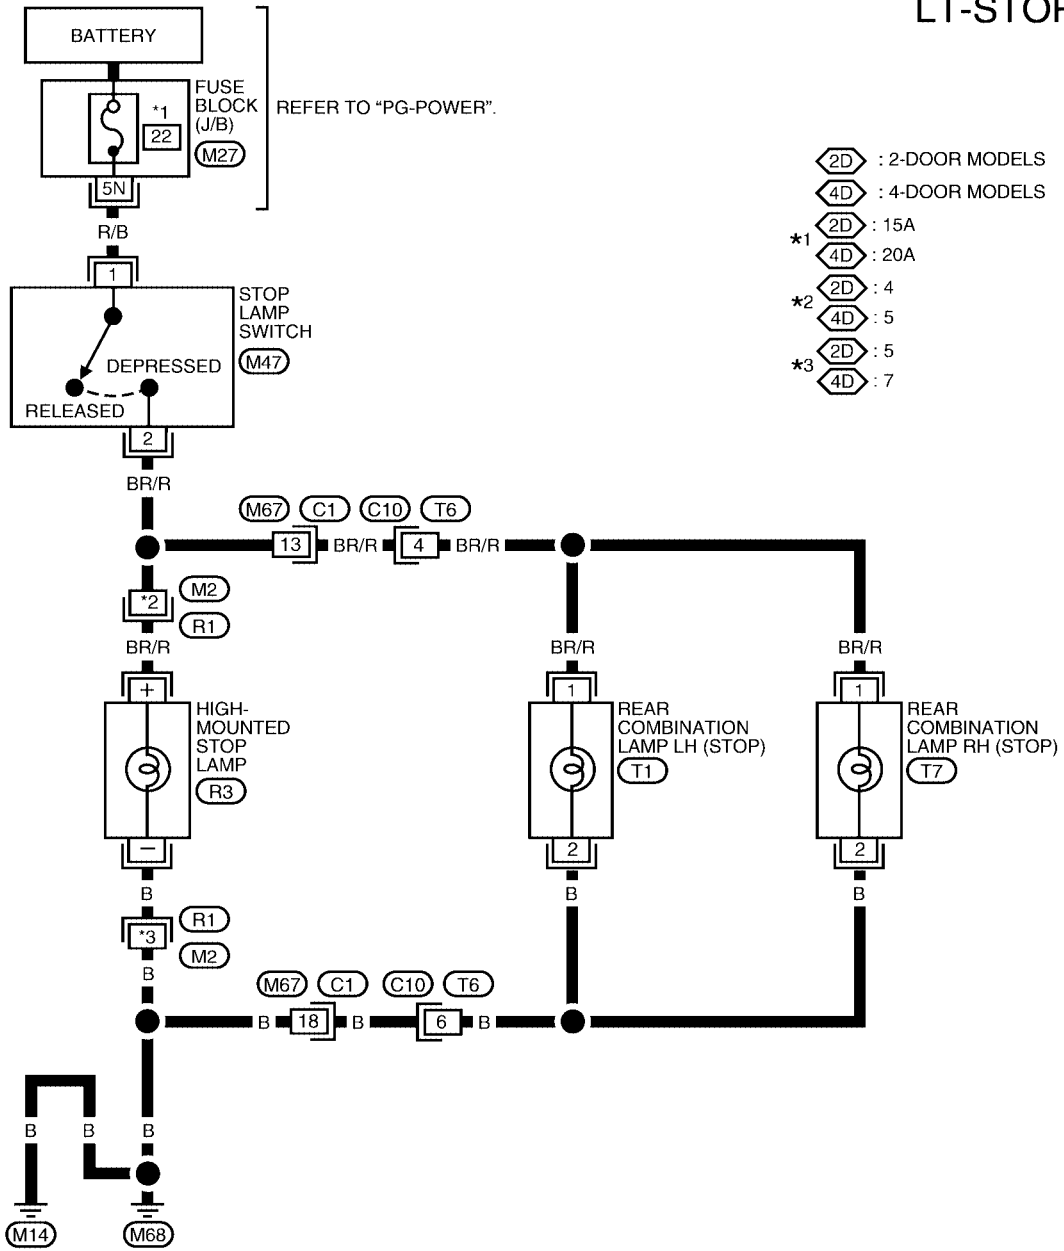 LT-STOP
BATTERY
FUSE
BLOCK
(J/B)
M27
*1
22
REFER TO “PG-POWER”.
5N
R/B
2D : 2-DOOR MODELS
4D : 4-DOOR MODELS
*1
2D : 15A
4D : 20A
*2
2D : 4
4D : 5
*3
2D : 5
4D : 7
1
STOP
LAMP
SWITCH
M47
DEPRESSED
RELEASED
2
BR/R
M67 C1 C10 T6
13 BR/R 4 BR/R
*2
M2
R1
BR/R BR/R BR/R
+ 1 1
HIGH-
MOUNTED
STOP
LAMP
R3
REAR
COMBINATION
LAMP LH (STOP)
T1
REAR
COMBINATION
LAMP RH (STOP)
T7
– 2 2
B B B
R1
*3
M2
B
M67 C1 C10 T6
B 18 B 6 B
B B B
M14 M68